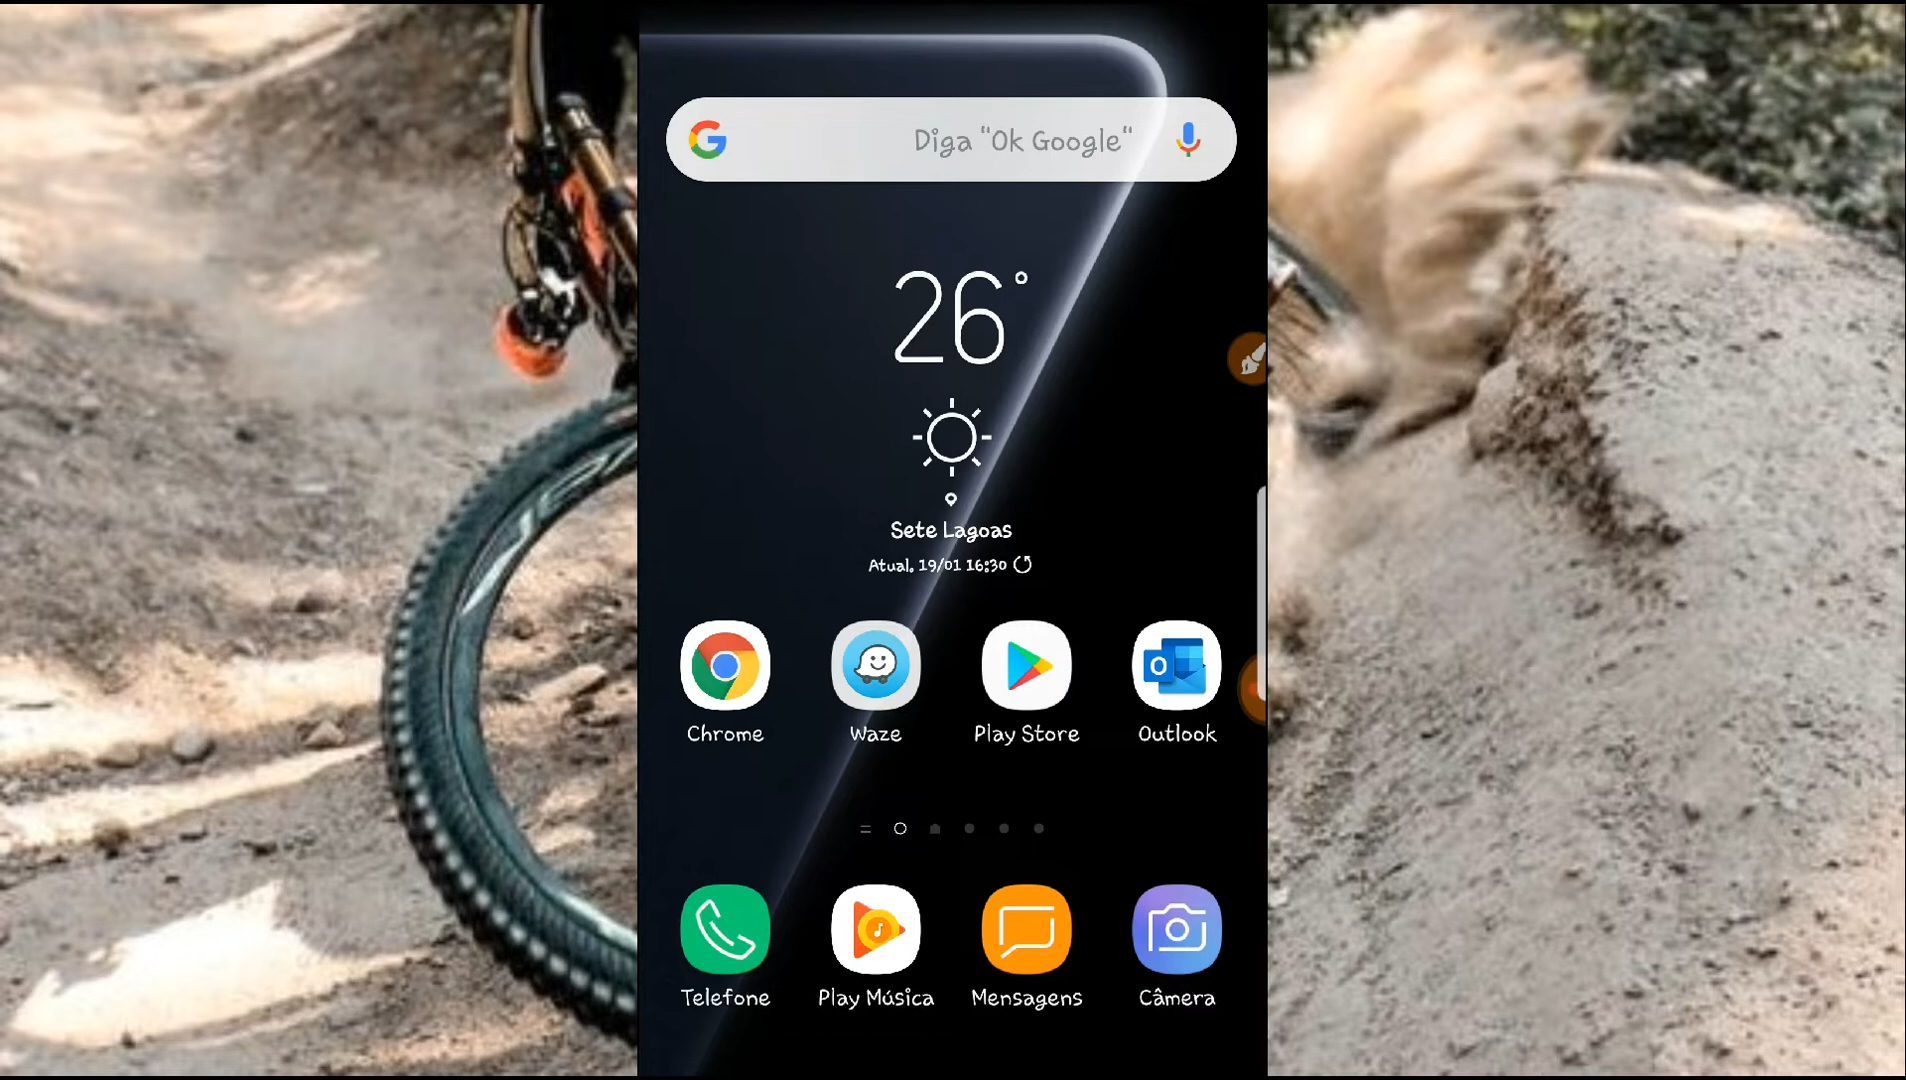 Diga "Ok Google"
26°
Sete Lagoas
Atual. 19/01 16:30
Chrome
Waze
Play Store
Outlook
Telefone
Play Música
Mensagens
Câmera